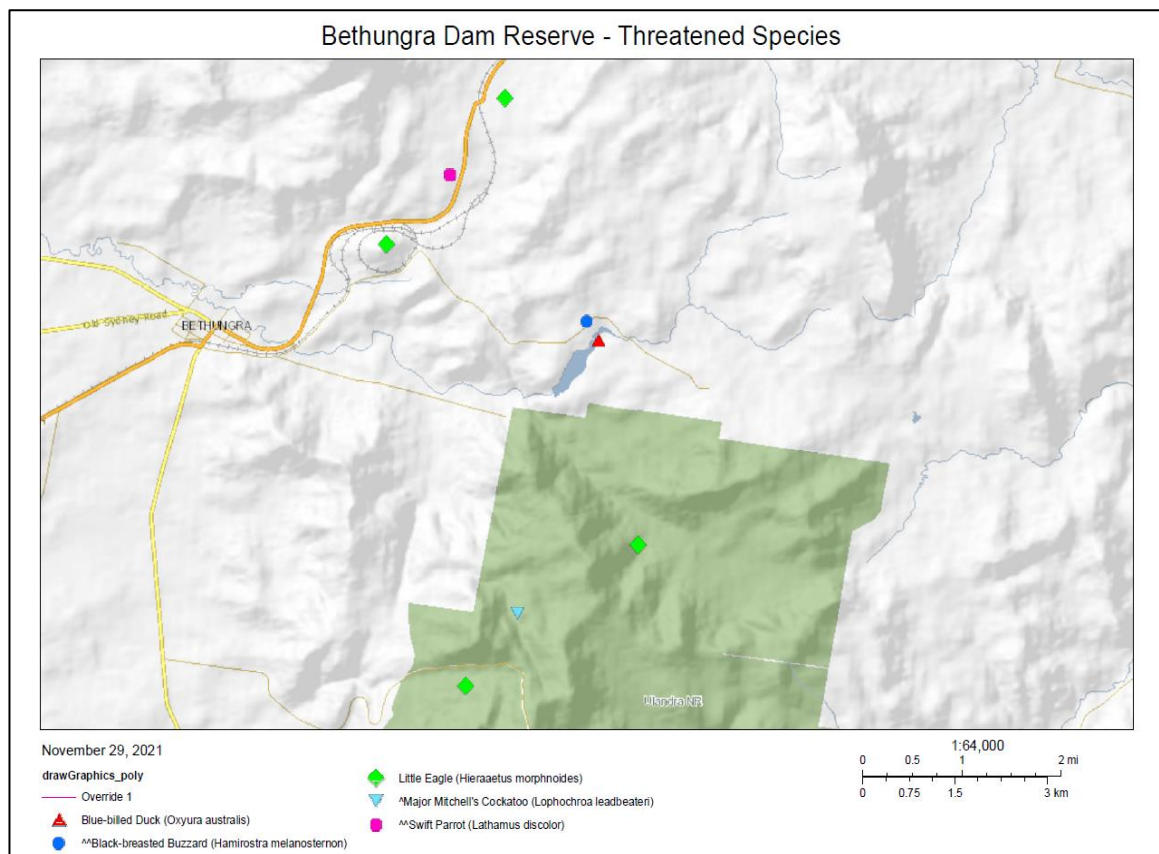 Bethungra Dam Reserve - Threatened Species
Old Sydney Road
BETHUNGRA
Ulandra NR
November 29, 2021
drawGraphics_poly
Override 1
Blue-billed Duck (Oxyura australis)
^^Black-breasted Buzzard (Hamirostra melanosternon)
Little Eagle (Hieraaetus morphnoides)
^Major Mitchell's Cockatoo (Lophochroa leadbeateri)
^^Swift Parrot (Lathamus discolor)
1:64,000
0 0.5 1 2 mi
0 0.75 1.5 3 km